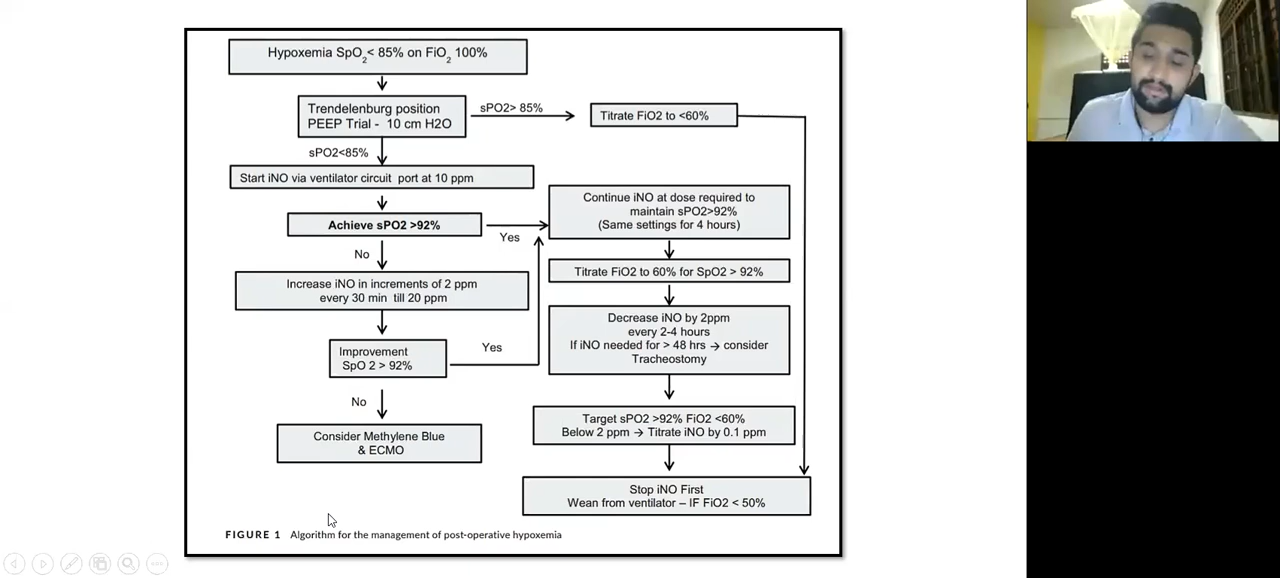 Hypoxemia SpO2< 85% on FiO2 100%
Trendelenburg position
PEEP Trial - 10 cm H2O
sPO2> 85%
Titrate FiO2 to <60%
sPO2<85%
Start iNO via ventilator circuit port at 10 ppm
Achieve sPO2 >92%
Yes
Continue iNO at dose required to
maintain sPO2>92%
(Same settings for 4 hours)
No
Increase iNO in increments of 2 ppm
every 30 min till 20 ppm
Titrate FiO2 to 60% for SpO2 > 92%
Decrease iNO by 2ppm
every 2-4 hours
If iNO needed for > 48 hrs → consider
Tracheostomy
Improvement
SpO 2 > 92%
Yes
No
Consider Methylene Blue
& ECMO
Target sPO2 >92% FiO2 <60%
Below 2 ppm → Titrate iNO by 0.1 ppm
Stop iNO First
Wean from ventilator – IF FiO2 < 50%
FIGURE 1 Algorithm for the management of post-operative hypoxemia